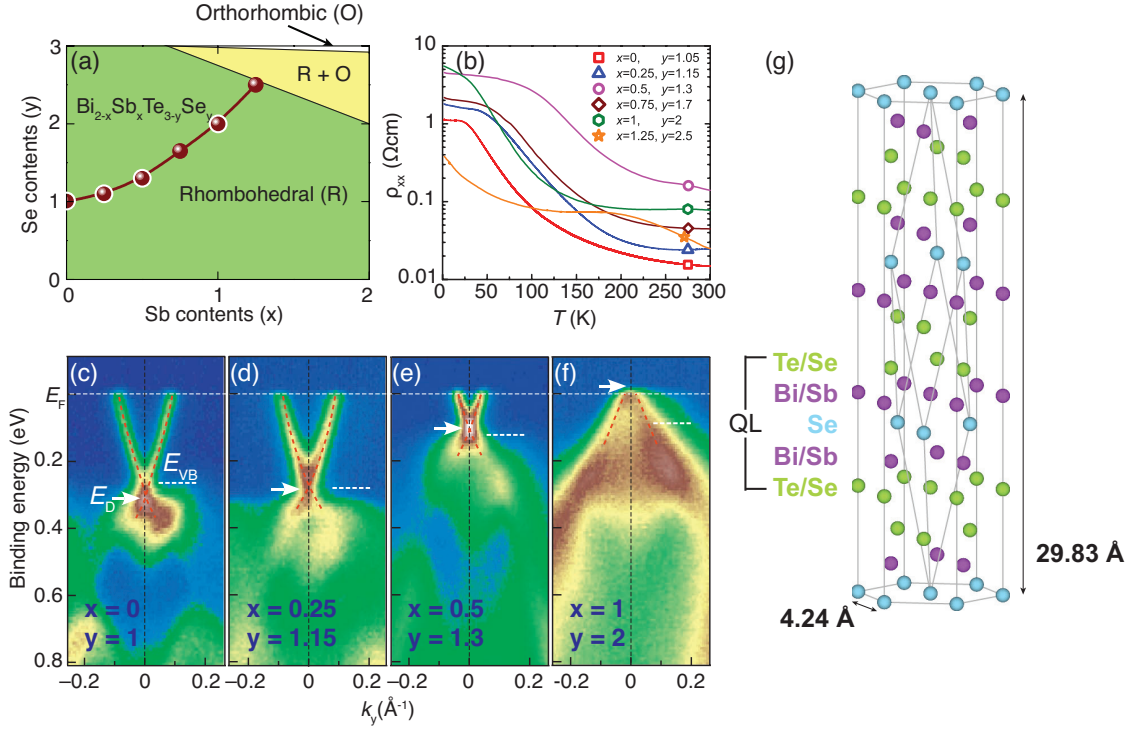 Orthorhombic (O)
(a)
R + O
Bi2-xSbxTe3-ySey
Rhombohedral (R)
Se contents (y)
3
2
1
0
0
1
2
Sb contents (x)
(b)
x=0, y=1.05
x=0.25, y=1.15
x=0.5, y=1.3
x=0.75, y=1.7
x=1, y=2
x=1.25, y=2.5
ρxx (Ωcm)
10
1
0.1
0.01
0 50 100 150 200 250 300
T (K)
(c)
EF
EVB
ED
x = 0
y = 1
(d)
x = 0.25
y = 1.15
(e)
x = 0.5
y = 1.3
(f)
x = 1
y = 2
Binding energy (eV)
0.2
0.4
0.6
0.8
−0.2 0 0.2
0
0.2
0
0.2
-0.2 0 0.2
ky(Å-1)
(g)
QL
Te/Se
Bi/Sb
Se
Bi/Sb
Te/Se
29.83 Å
4.24 Å